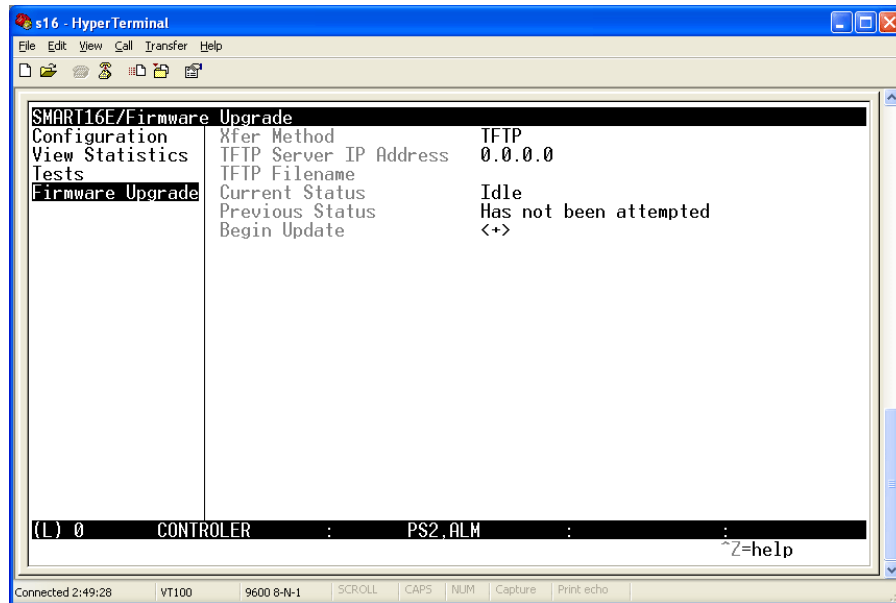 s16 - HyperTerminal
File Edit View Call Transfer Help
SMART16E/Firmware Upgrade
Configuration Xfer Method TFTP
View Statistics TFTP Server IP Address 0.0.0.0
Tests TFTP Filename
Firmware Upgrade Current Status Idle
Previous Status Has not been attempted
Begin Update <+>
(L) 0 CONTROLER : PS2,ALM : :
^Z=help
Connected 2:49:28 VT100 9600 8-N-1 SCROLL CAPS NUM Capture Print echo